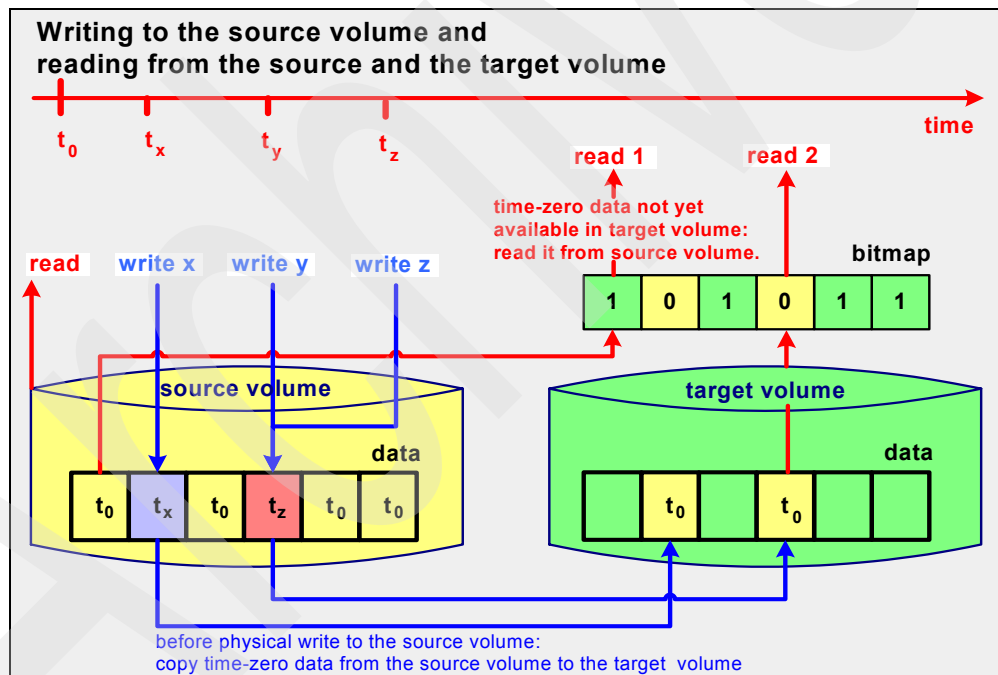 Writing to the source volume and
reading from the source and the target volume
time
t0 tx ty tz
read 1 read 2
time-zero data not yet
available in target volume:
read it from source volume.
bitmap
read write x write y write z
1 0 1 0 1 1
source volume
target volume
data
data
t0 tx t0 tz t0 t0
t0 t0
before physical write to the source volume:
copy time-zero data from the source volume to the target volume